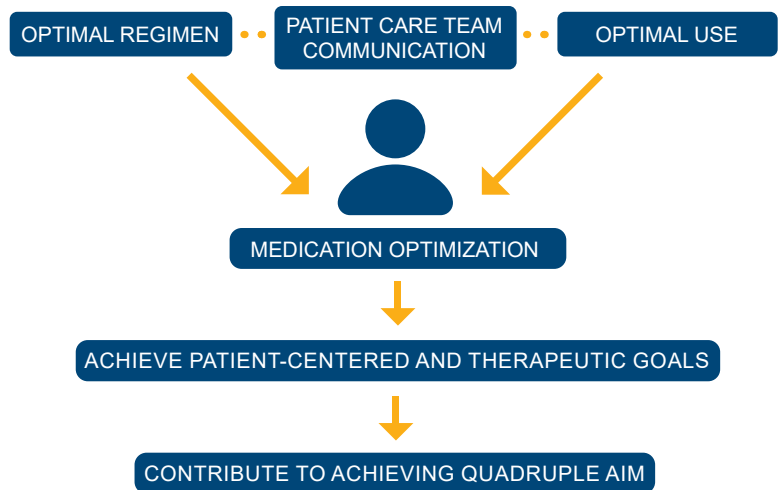 OPTIMAL REGIMEN
PATIENT CARE TEAM
COMMUNICATION
OPTIMAL USE
MEDICATION OPTIMIZATION
ACHIEVE PATIENT-CENTERED AND THERAPEUTIC GOALS
CONTRIBUTE TO ACHIEVING QUADRUPLE AIM